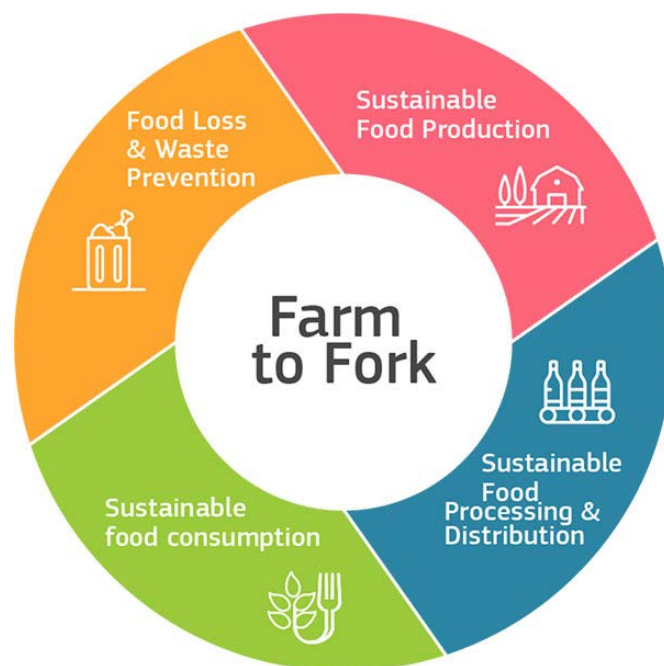 Food Loss
& Waste
Prevention
Sustainable
Food Production
Farm
to Fork
Sustainable
Food
Processing &
Distribution
Sustainable
food consumption